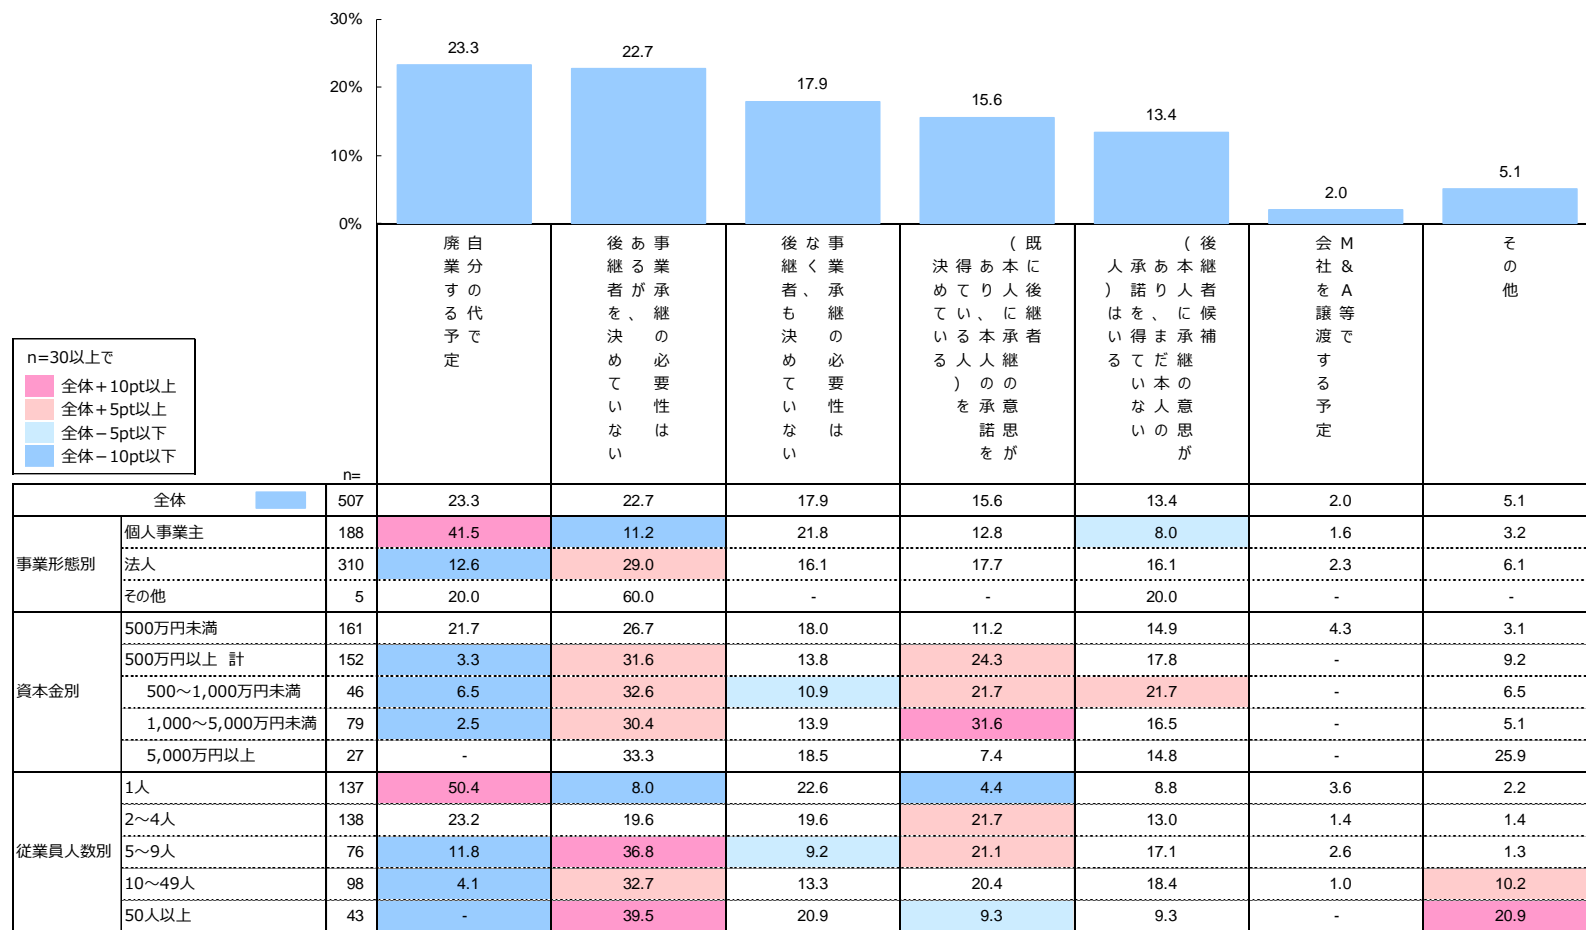 30%
20%
10%
0%
23.3
22.7
17.9
15.6
13.4
2.0
5.1
自分の代で
廃業する予定
事業承継の必要性は
あるが、
後継者を決めていない
事業承継の必要性は
なく、
後継者も決めていない
既に後継者
(本人に承継の意思が
あり、本人の承諾を
得ている人)を
決めている
後継者候補
(本人に承継の意思が
あり、まだ本人の
承諾を得ていない
人)はいる
M&A等で
会社を譲渡する予定
その他
n=30以上で
全体+10pt以上
全体+5pt以上
全体-5pt以下
全体-10pt以下
n=
全体 507 23.3 22.7 17.9 15.6 13.4 2.0 5.1
事業形態別
個人事業主 188 41.5 11.2 21.8 12.8 8.0 1.6 3.2
法人 310 12.6 29.0 16.1 17.7 16.1 2.3 6.1
その他 5 20.0 60.0 - - 20.0 - -
資本金別
500万円未満 161 21.7 26.7 18.0 11.2 14.9 4.3 3.1
500万円以上 計 152 3.3 31.6 13.8 24.3 17.8 - 9.2
500~1,000万円未満 46 6.5 32.6 10.9 21.7 21.7 - 6.5
1,000~5,000万円未満 79 2.5 30.4 13.9 31.6 16.5 - 5.1
5,000万円以上 27 - 33.3 18.5 7.4 14.8 - 25.9
従業員人数別
1人 137 50.4 8.0 22.6 4.4 8.8 3.6 2.2
2~4人 138 23.2 19.6 19.6 21.7 13.0 1.4 1.4
5~9人 76 11.8 36.8 9.2 21.1 17.1 2.6 1.3
10~49人 98 4.1 32.7 13.3 20.4 18.4 1.0 10.2
50人以上 43 - 39.5 20.9 9.3 9.3 - 20.9